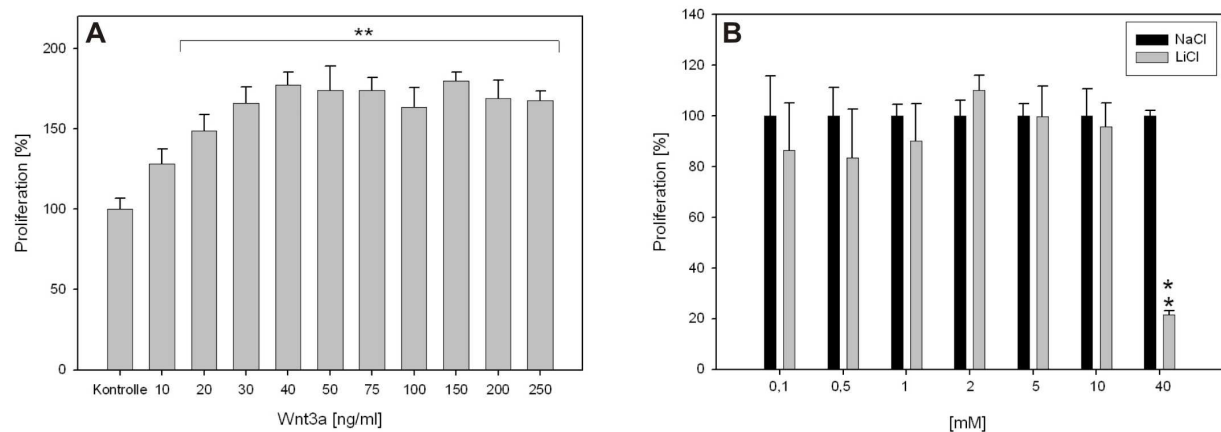 A
**
200
150
100
50
0
Proliferation [%]
Kontrolle 10 20 30 40 50 75 100 150 200 250
Wnt3a [ng/ml]
B
NaCl
LiCl
140
120
100
80
60
40
20
0
Proliferation [%]
**
0,1 0,5 1 2 5 10 40
[mM]